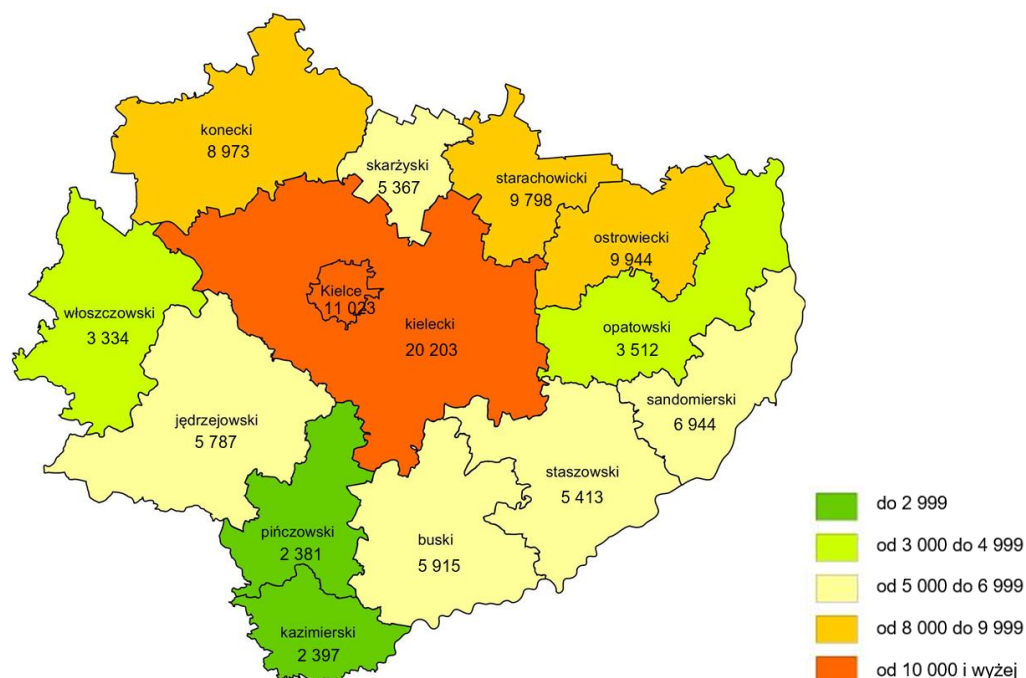 konecki
8 973
skarżyski
5 367
starachowicki
9 798
ostrowiecki
9 944
włoszczowski
3 334
Kielce
11 023
kielecki
20 203
opatowski
3 512
sandomierski
6 944
jędrzejowski
5 787
staszowski
5 413
pińczowski
2 381
buski
5 915
kazimierski
2 397
do 2 999
od 3 000 do 4 999
od 5 000 do 6 999
od 8 000 do 9 999
od 10 000 i wyżej